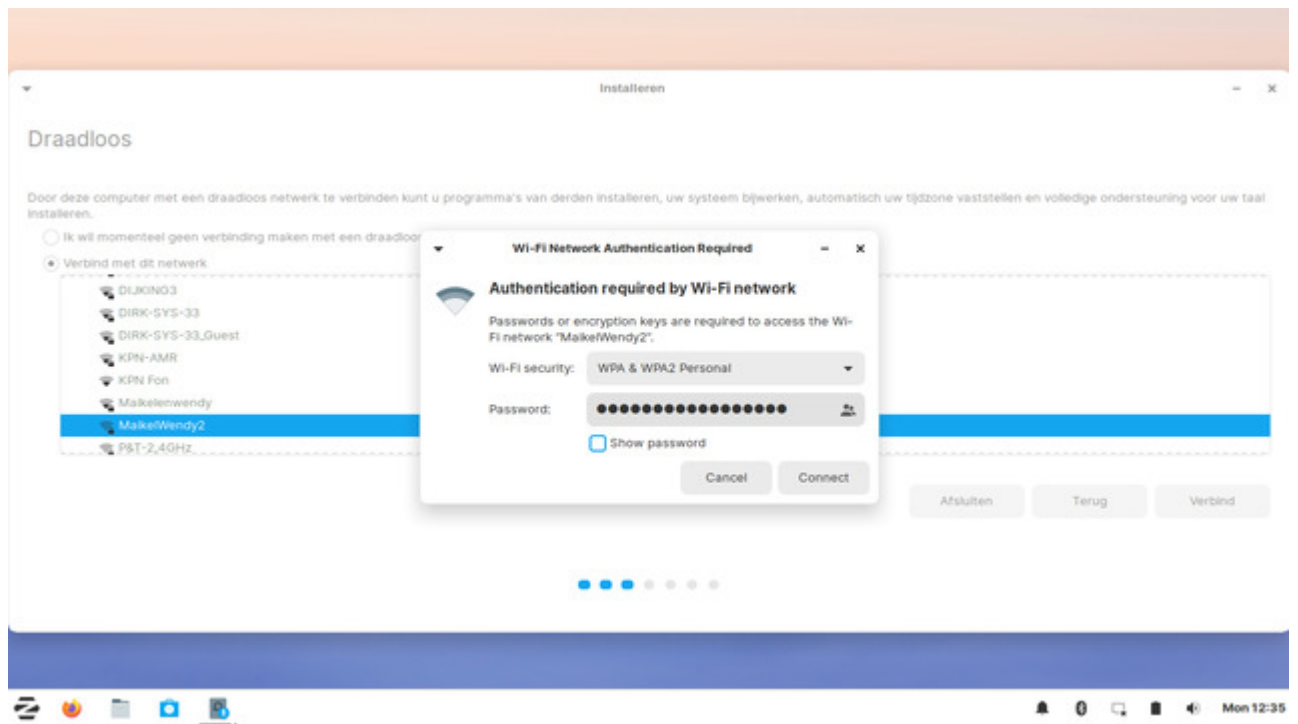 Installeren
Draadloos
Door deze computer met een draadloos netwerk te verbinden kunt u programma's van derden installeren, uw systeem bijwerken, automatisch uw tijdzone vaststellen en volledige ondersteuning voor uw taal
installeren.
Ik wil momenteel geen verbinding maken met een
Verbind met dit netwerk
DIJKING3
DIRK-SYS-33
DIRK-SYS-33_Guest
KPN-AMR
KPN Fon
Maikelenwendy
MaikelWendy2
P&T-2,4GHz
Wi-Fi Network Authentication Required
Authentication required by Wi-Fi network
Passwords or encryption keys are required to access the Wi-
Fi network "MaikelWendy2".
Wi-Fi security: WPA & WPA2 Personal
Password:
Show password
Cancel Connect
Afsluiten Terug Verbind
Mon 12:35